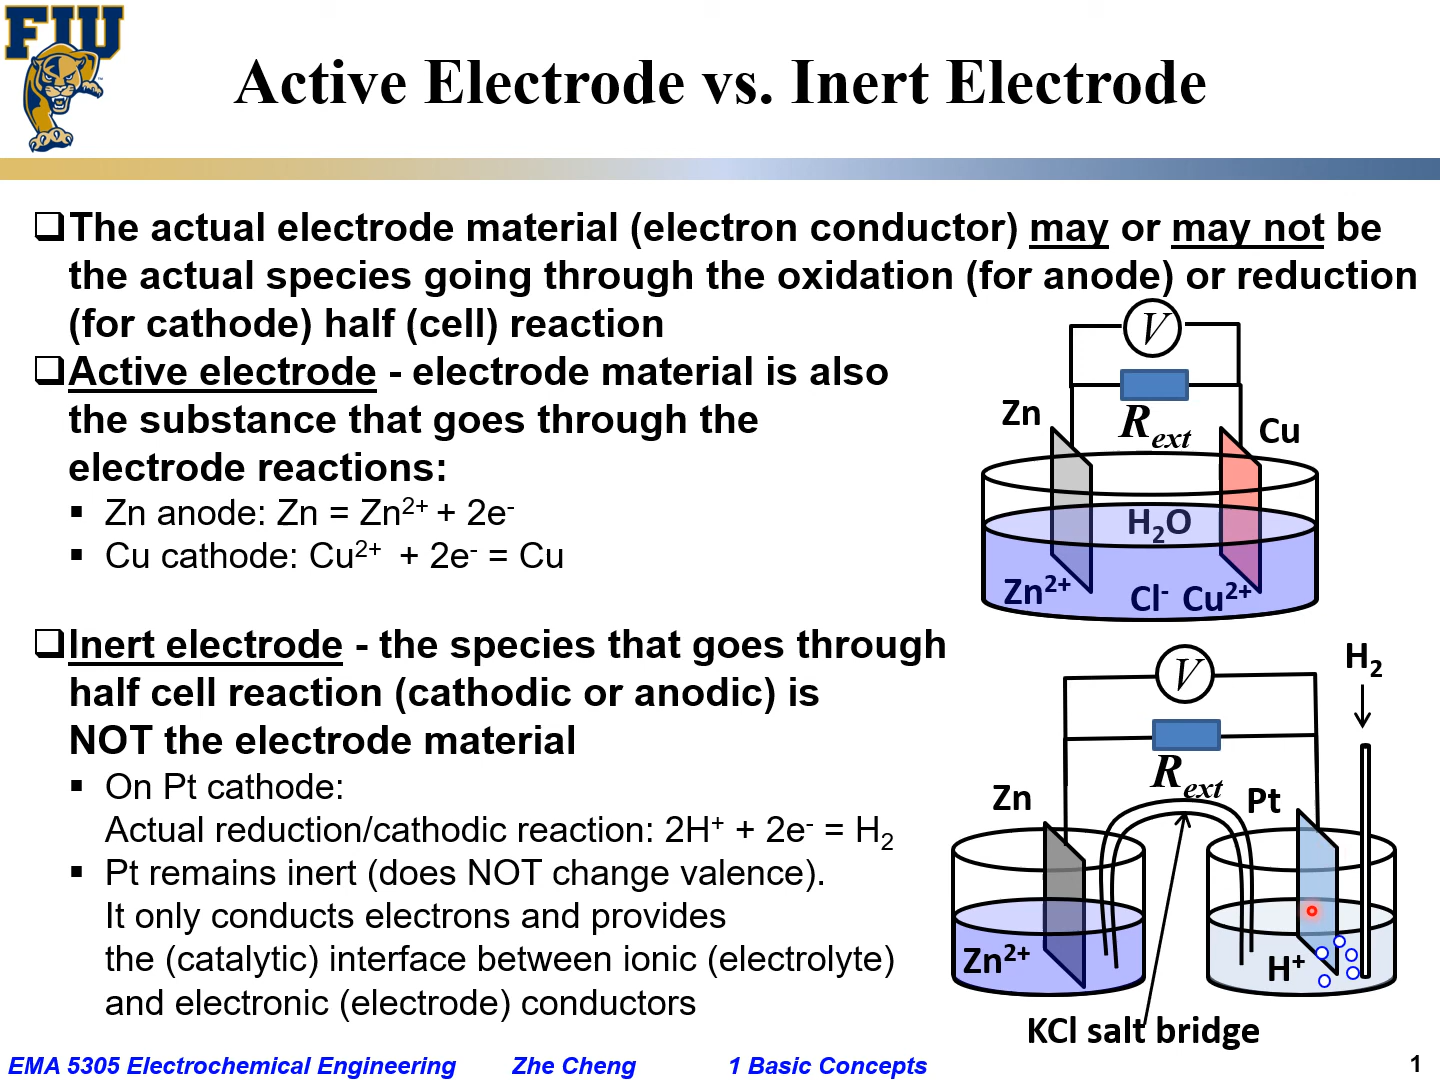 FIU
Active Electrode vs. Inert Electrode
❑The actual electrode material (electron conductor) may or may not be
the actual species going through the oxidation (for anode) or reduction
(for cathode) half (cell) reaction
❑Active electrode - electrode material is also
the substance that goes through the
electrode reactions:
▪ Zn anode: Zn = Zn²⁺ + 2e⁻
▪ Cu cathode: Cu²⁺ + 2e⁻ = Cu
V
R_ext
Zn
Cu
H₂O
Zn²⁺
Cl⁻ Cu²⁺
❑Inert electrode - the species that goes through
half cell reaction (cathodic or anodic) is
NOT the electrode material
▪ On Pt cathode:
Actual reduction/cathodic reaction: 2H⁺ + 2e⁻ = H₂
▪ Pt remains inert (does NOT change valence).
It only conducts electrons and provides
the (catalytic) interface between ionic (electrolyte)
and electronic (electrode) conductors
H₂
V
R_ext
Zn
Pt
Zn²⁺
H⁺
KCl salt bridge
EMA 5305 Electrochemical Engineering Zhe Cheng 1 Basic Concepts
1